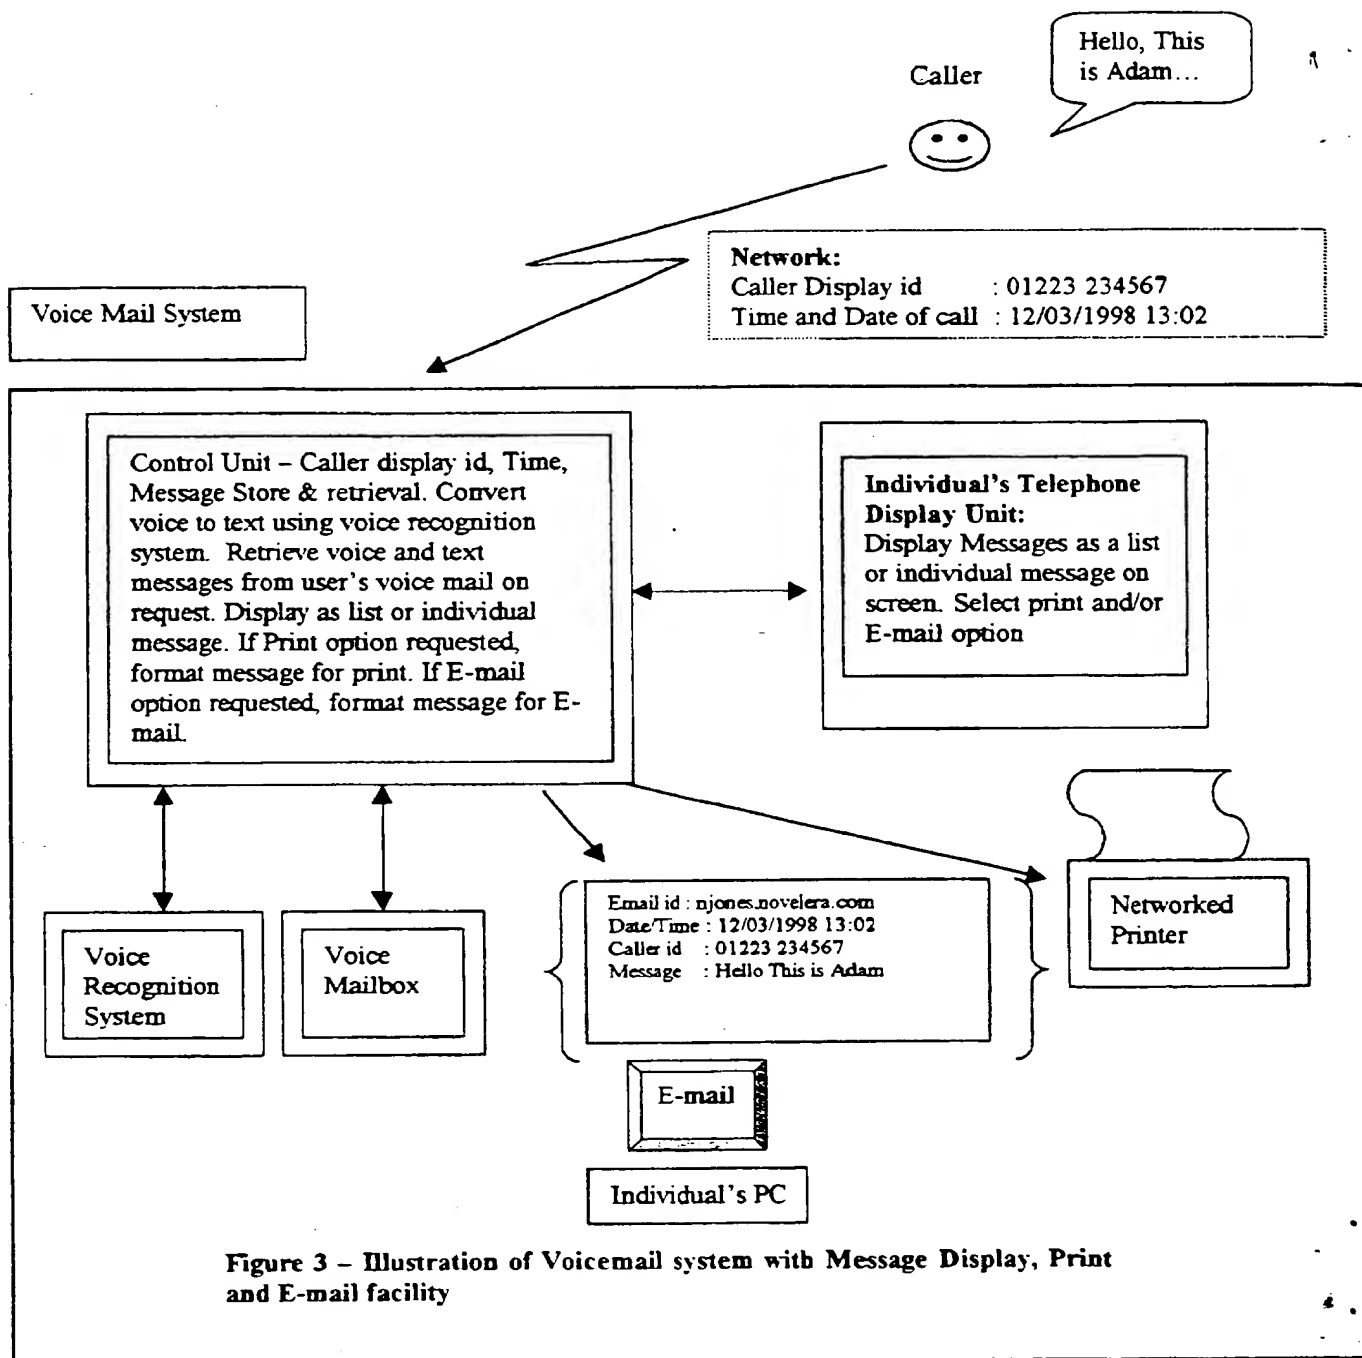 Hello, This
is Adam...
Caller
Network:
Caller Display id : 01223 234567
Time and Date of call : 12/03/1998 13:02
Voice Mail System
Control Unit – Caller display id, Time,
Message Store & retrieval. Convert
voice to text using voice recognition
system. Retrieve voice and text
messages from user's voice mail on
request. Display as list or individual
message. If Print option requested,
format message for print. If E-mail
option requested, format message for E-
mail.
Individual's Telephone
Display Unit:
Display Messages as a list
or individual message on
screen. Select print and/or
E-mail option
Voice
Recognition
System
Voice
Mailbox
Email id : njones.novelera.com
Date/Time : 12/03/1998 13:02
Caller id : 01223 234567
Message : Hello This is Adam
Networked
Printer
E-mail
Individual's PC
Figure 3 – Illustration of Voicemail system with Message Display, Print
and E-mail facility